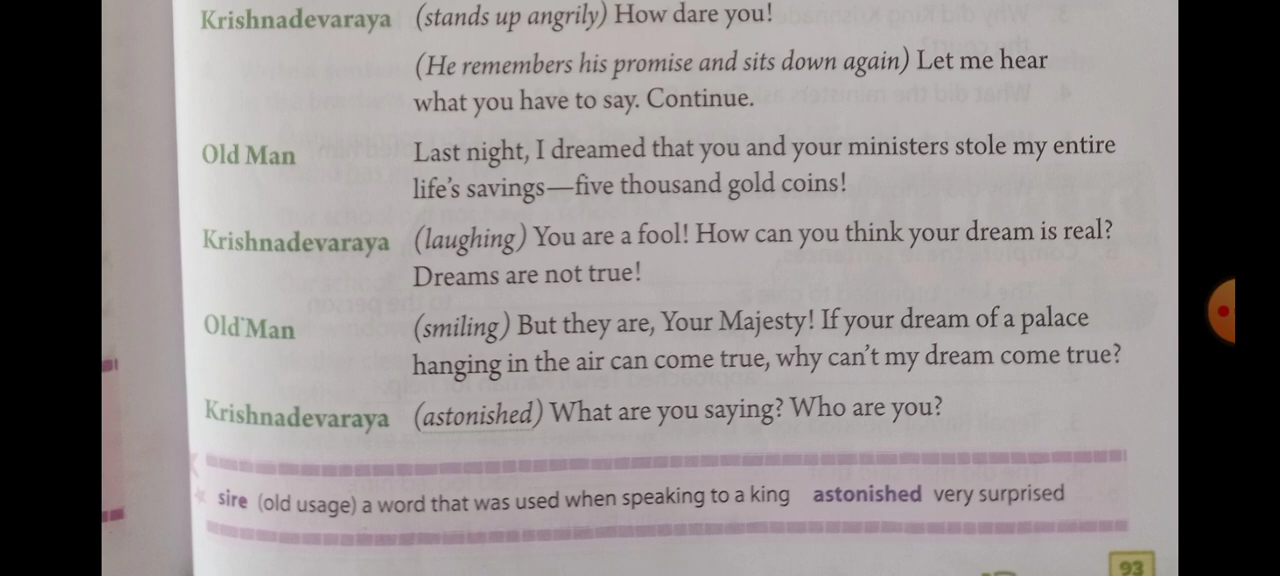 Krishnadevaraya (stands up angrily) How dare you!
(He remembers his promise and sits down again) Let me hear
what you have to say. Continue.
Old Man Last night, I dreamed that you and your ministers stole my entire
life's savings—five thousand gold coins!
Krishnadevaraya (laughing) You are a fool! How can you think your dream is real?
Dreams are not true!
Old Man (smiling) But they are, Your Majesty! If your dream of a palace
hanging in the air can come true, why can't my dream come true?
Krishnadevaraya (astonished) What are you saying? Who are you?
sire (old usage) a word that was used when speaking to a king astonished very surprised
93